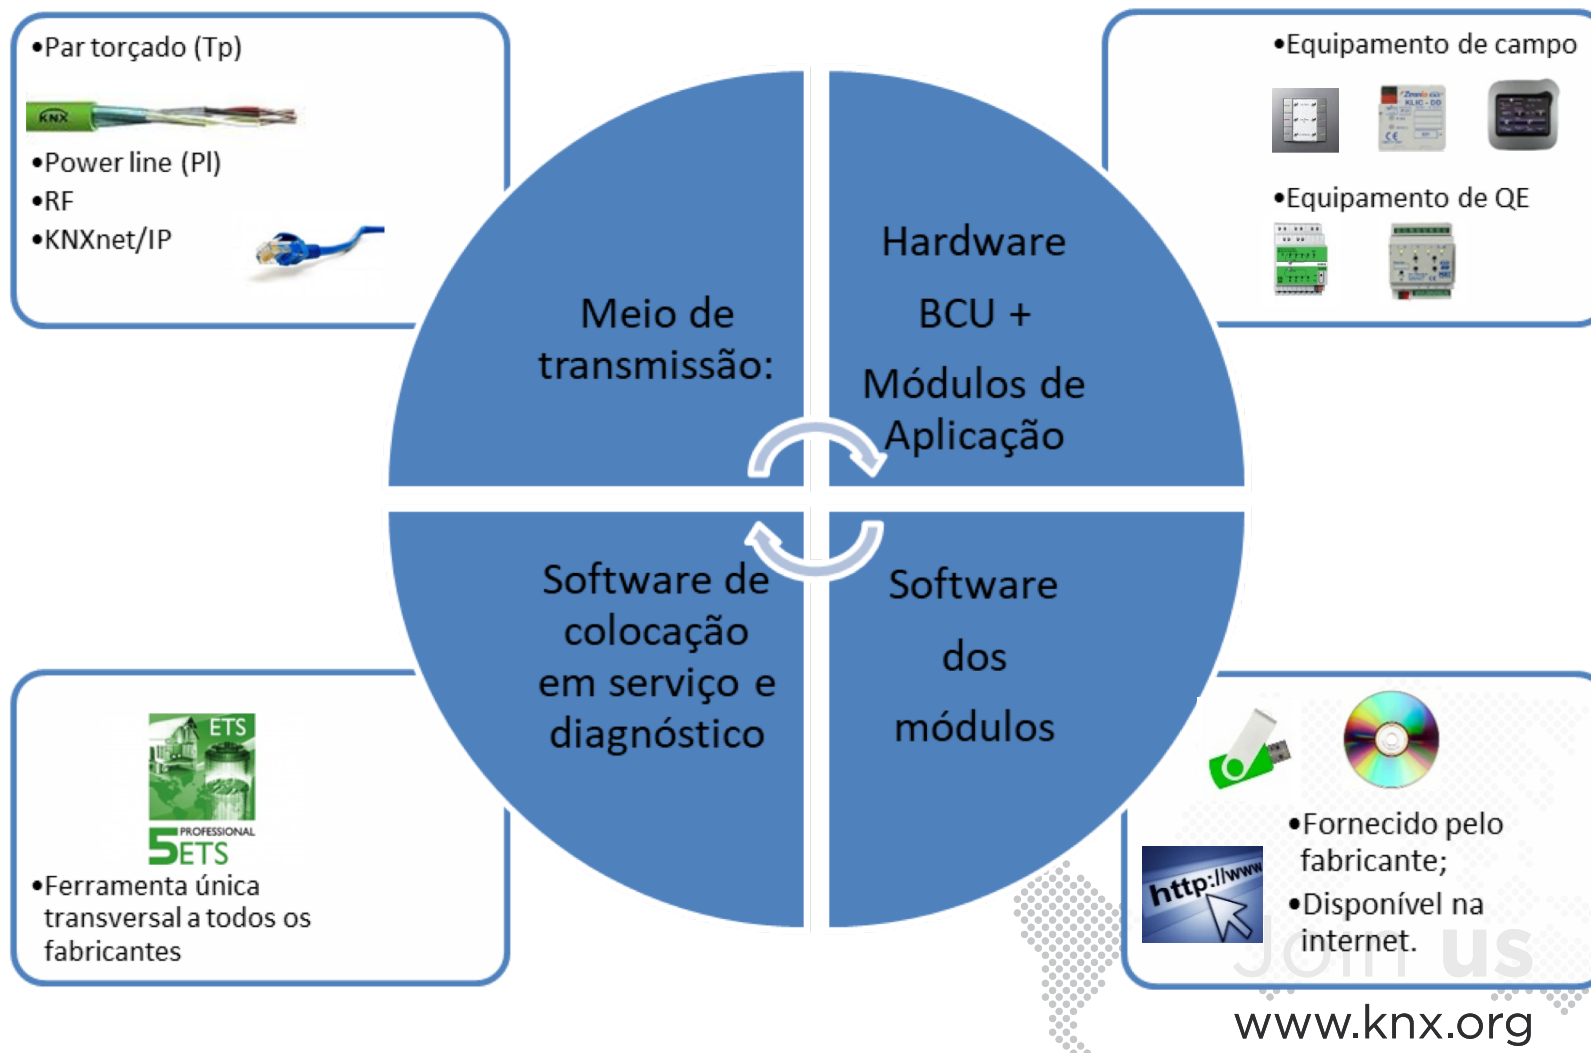 •Par torçado (Tp)
KNX
•Power line (Pl)
•RF
•KNXnet/IP
•Equipamento de campo
Zennio
KLIC - DD
CE
•Equipamento de QE
Meio de
transmissão:
Hardware
BCU +
Módulos de
Aplicação
Software de
colocação
em serviço e
diagnóstico
Software
dos
módulos
ETS
PROFESSIONAL
5ETS
•Ferramenta única
transversal a todos os
fabricantes
http://www
•Fornecido pelo
fabricante;
•Disponível na
internet.
Join us
www.knx.org